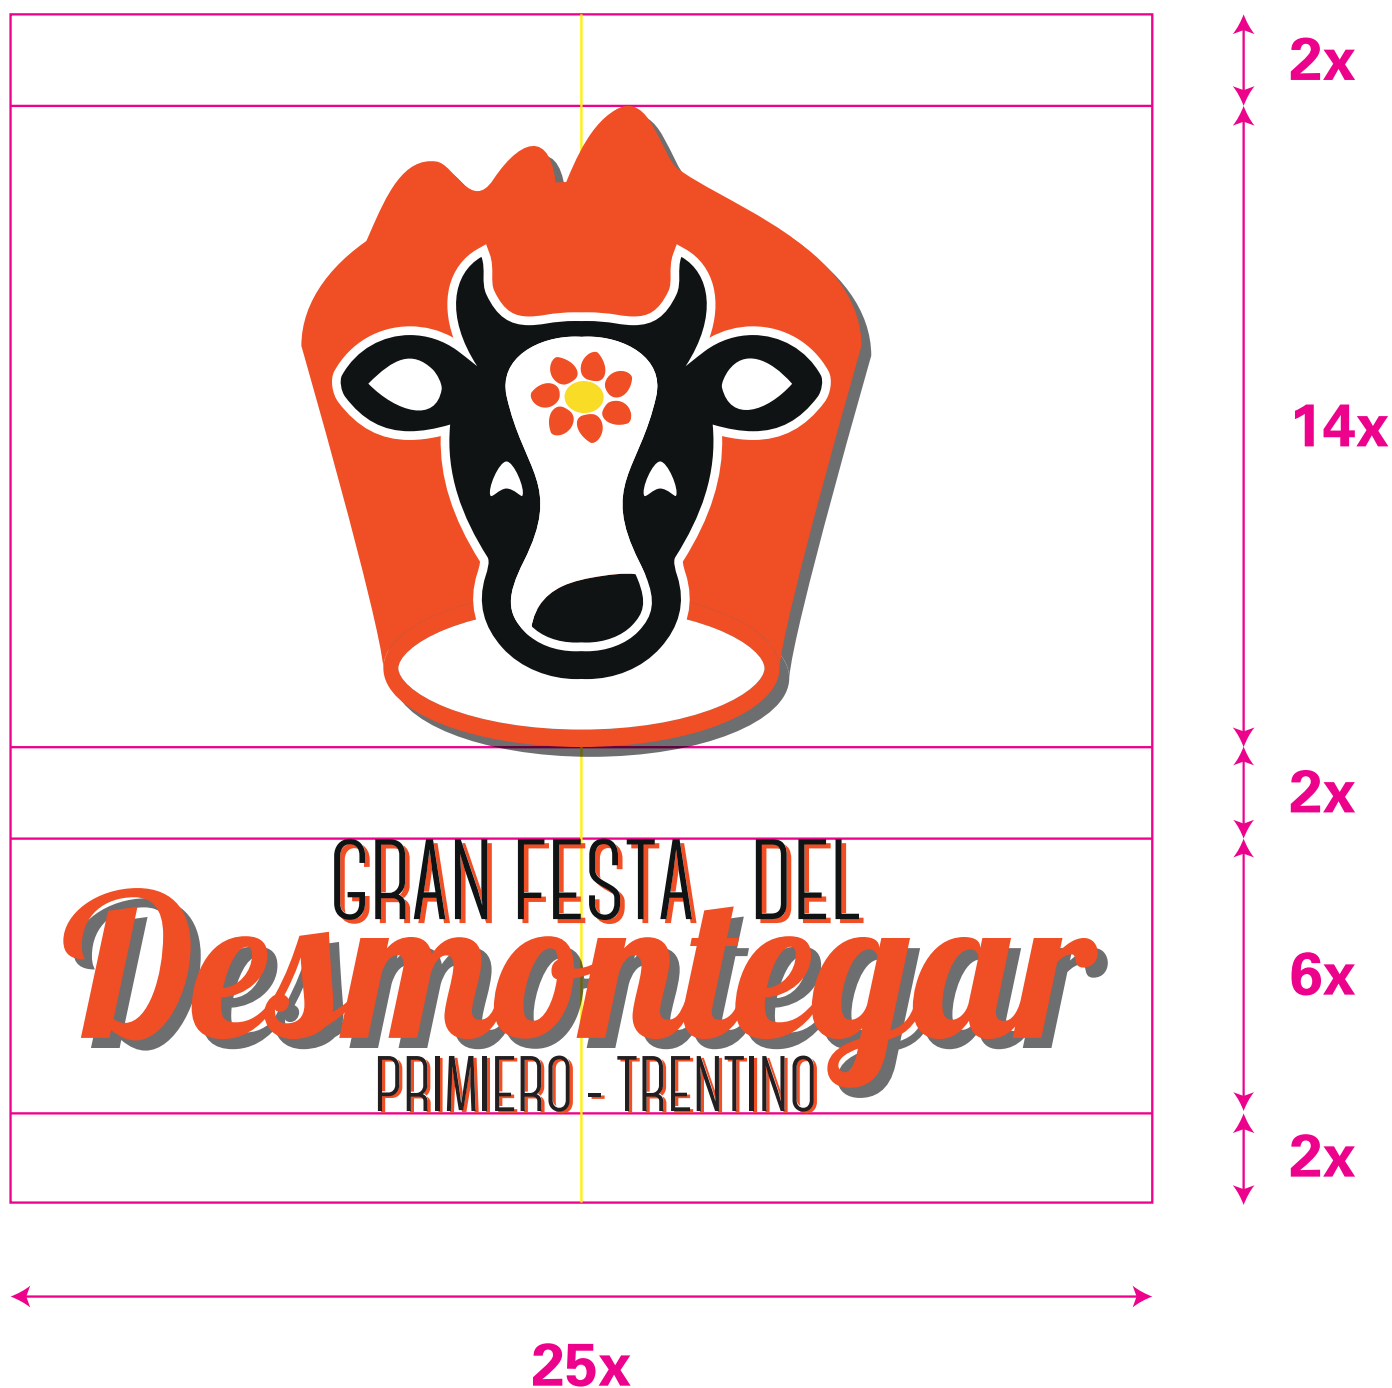 2x
14x
2x
GRAN FESTA DEL
Desmontegar
6x
PRIMIERO - TRENTINO
2x
25x